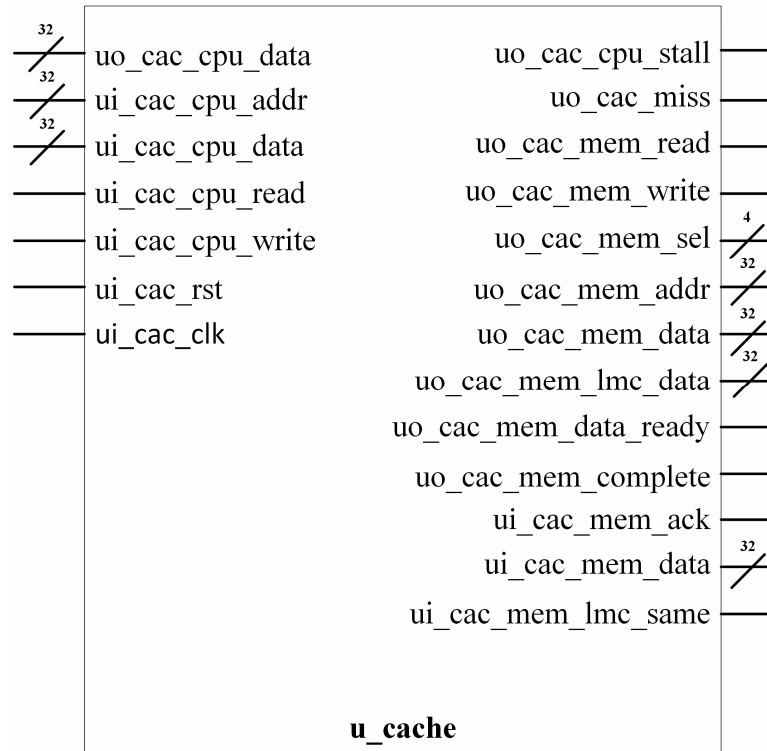 32
uo_cac_cpu_data
32
ui_cac_cpu_addr
32
ui_cac_cpu_data
ui_cac_cpu_read
ui_cac_cpu_write
ui_cac_rst
ui_cac_clk
uo_cac_cpu_stall
uo_cac_miss
uo_cac_mem_read
uo_cac_mem_write
4
uo_cac_mem_sel
32
uo_cac_mem_addr
32
uo_cac_mem_data
32
uo_cac_mem_lmc_data
uo_cac_mem_data_ready
uo_cac_mem_complete
ui_cac_mem_ack
32
ui_cac_mem_data
ui_cac_mem_lmc_same
u_cache